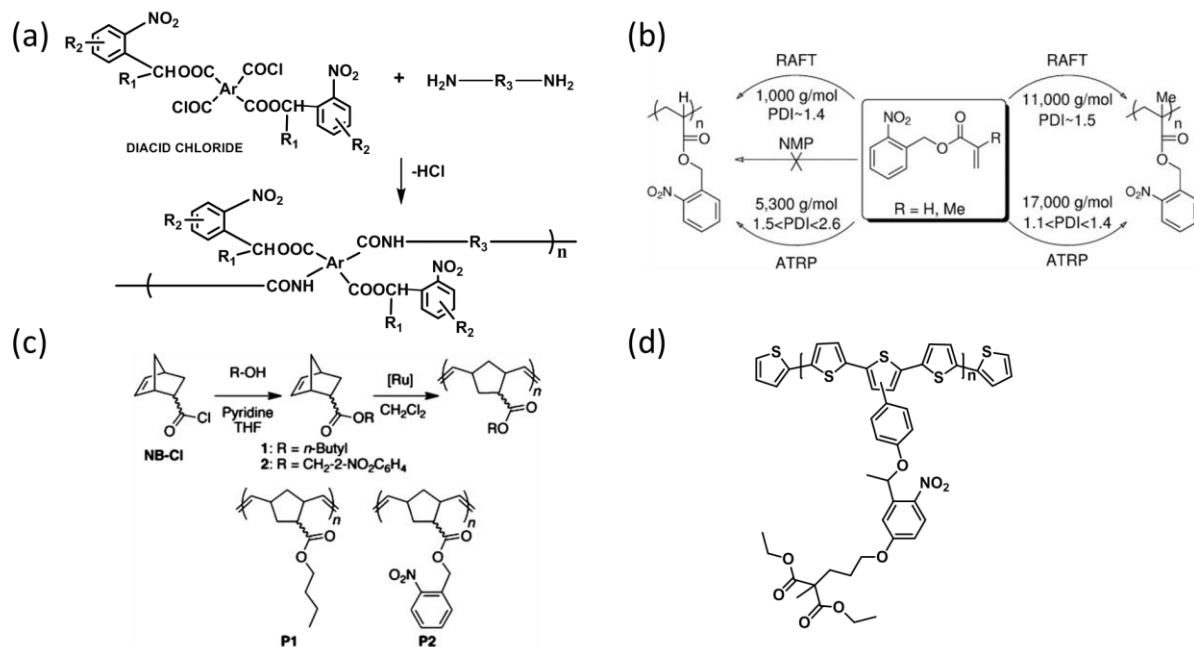 (a)
NO₂
R₂
R₁
CHOOC
COCl
Ar
ClOC
COOCH
R₁
NO₂
R₂
+
H₂N
R₃
NH₂
DIACID CHLORIDE
-HCl
NO₂
R₂
R₁
CHOOC
CONH
R₃
n
Ar
CONH
COOCH
R₁
NO₂
R₂
(b)
RAFT
1,000 g/mol
PDI~1.4
NMP
5,300 g/mol
1.5<PDI<2.6
ATRP
H
n
O
O
O₂N
NO₂
O
O
R
R = H, Me
RAFT
11,000 g/mol
PDI~1.5
17,000 g/mol
1.1<PDI<1.4
ATRP
Me
n
O
O
O₂N
(c)
Cl
O
NB-Cl
R-OH
Pyridine
THF
OR
O
1: R = n-Butyl
2: R = CH₂-2-NO₂C₆H₄
[Ru]
CH₂Cl₂
n
O
RO
n
O
O
P1
n
O
O
O₂N
P2
(d)
S
S
S
S
n
S
O
NO₂
O
O
O
O
O